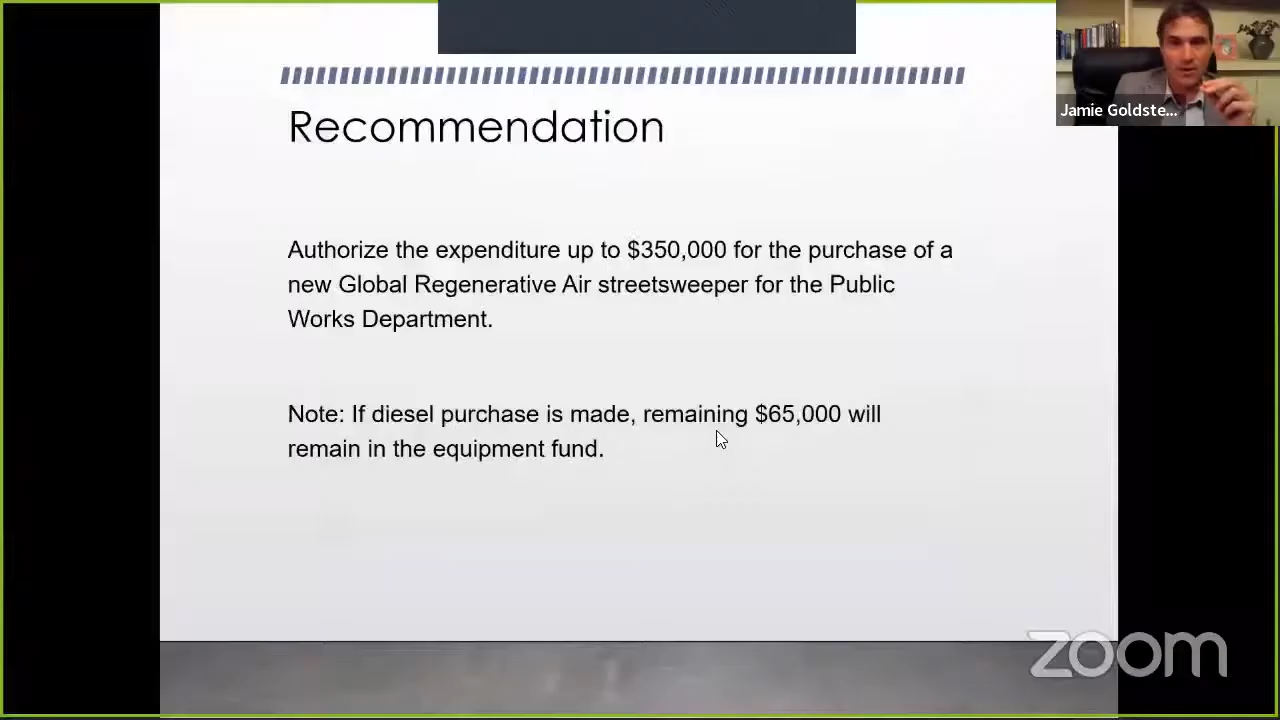 Jamie Goldste...
Recommendation
Authorize the expenditure up to $350,000 for the purchase of a
new Global Regenerative Air streetsweeper for the Public
Works Department.
Note: If diesel purchase is made, remaining $65,000 will
remain in the equipment fund.
zoom